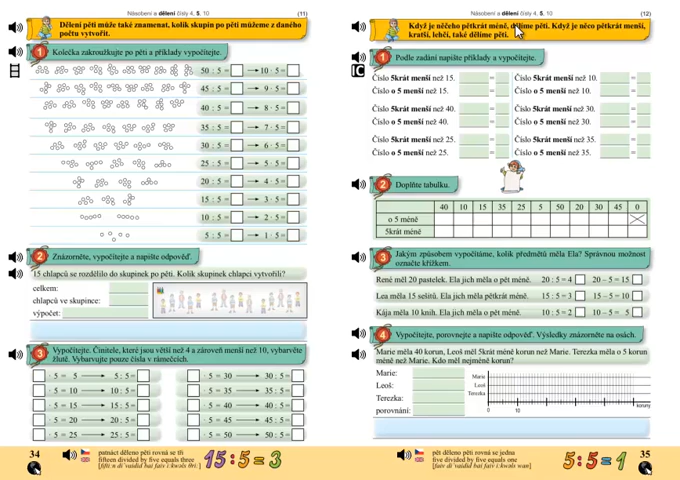 Násobení a dělení čísly 4, 5, 10
(11)
Dělení pěti může také znamenat, kolik skupin po pěti můžeme z daného
počtu vytvořit.
1 Kolečka zakroužkujte po pěti a příklady vypočítejte.
50 : 5 = 10 · 5 =
45 : 5 = 9 · 5 =
40 : 5 = 8 · 5 =
35 : 5 = 7 · 5 =
30 : 5 = 6 · 5 =
25 : 5 = 5 · 5 =
20 : 5 = 4 · 5 =
15 : 5 = 3 · 5 =
10 : 5 = 2 · 5 =
5 : 5 = 1 · 5 =
2 Znázorněte, vypočítejte a napište odpověď.
15 chlapců se rozdělilo do skupinek po pěti. Kolik skupinek chlapci vytvořili?
celkem:
chlapců ve skupince:
výpočet:
3 Vypočítejte. Činitele, které jsou větší než 4 a zároveň menší než 10, vybarvěte
žlutě. Vybarvujte pouze čísla v rámečcích.
· 5 = 5 5 : 5 = · 5 = 30 30 : 5 =
· 5 = 10 10 : 5 = · 5 = 35 35 : 5 =
· 5 = 15 15 : 5 = · 5 = 40 40 : 5 =
· 5 = 20 20 : 5 = · 5 = 45 45 : 5 =
· 5 = 25 25 : 5 = · 5 = 50 50 : 5 =
34
patnáct děleno pěti rovná se tři
fifteen divided by five equals three
15 : 5 = 3
Násobení a dělení čísly 4, 5, 10
(12)
Když je něčeho pětkrát méně, dělíme pěti. Když je něco pětkrát menší,
kratší, lehčí, také dělíme pěti.
1 Podle zadání napište příklady a vypočítejte.
IC
Číslo 5krát menší než 15. = Číslo 5krát menší než 10. =
Číslo o 5 menší než 15. = Číslo o 5 menší než 10. =
Číslo 5krát menší než 40. = Číslo 5krát menší než 30. =
Číslo o 5 menší než 40. = Číslo o 5 menší než 30. =
Číslo 5krát menší než 25. = Číslo 5krát menší než 35. =
Číslo o 5 menší než 25. = Číslo o 5 menší než 35. =
2 Doplňte tabulku.
40 10 15 35 25 5 50 20 30 45 0
o 5 méně
5krát méně
3 Jakým způsobem vypočítáme, kolik předmětů měla Ela? Správnou možnost
označte křížkem.
René měl 20 pastelek. Ela jich měla o pět méně. 20 : 5 = 4 20 – 5 = 15
Lea měla 15 sešitů. Ela jich měla pětkrát méně. 15 : 5 = 3 15 – 5 = 10
Kája měla 10 knih. Ela jich měla o pět méně. 10 : 5 = 2 10 – 5 = 5
4 Vypočítejte, porovnejte a napište odpověď. Výsledky znázorněte na osách.
Marie měla 40 korun, Leoš měl 5krát méně korun než Marie. Terezka měla o 5 korun
méně než Marie. Kdo měl nejméně korun?
Marie:
Leoš:
Terezka:
porovnání:
Marie
Leoš
Terezka
0 10 koruny
pět děleno pěti rovná se jedna
five divided by five equals one
5 : 5 = 1
35